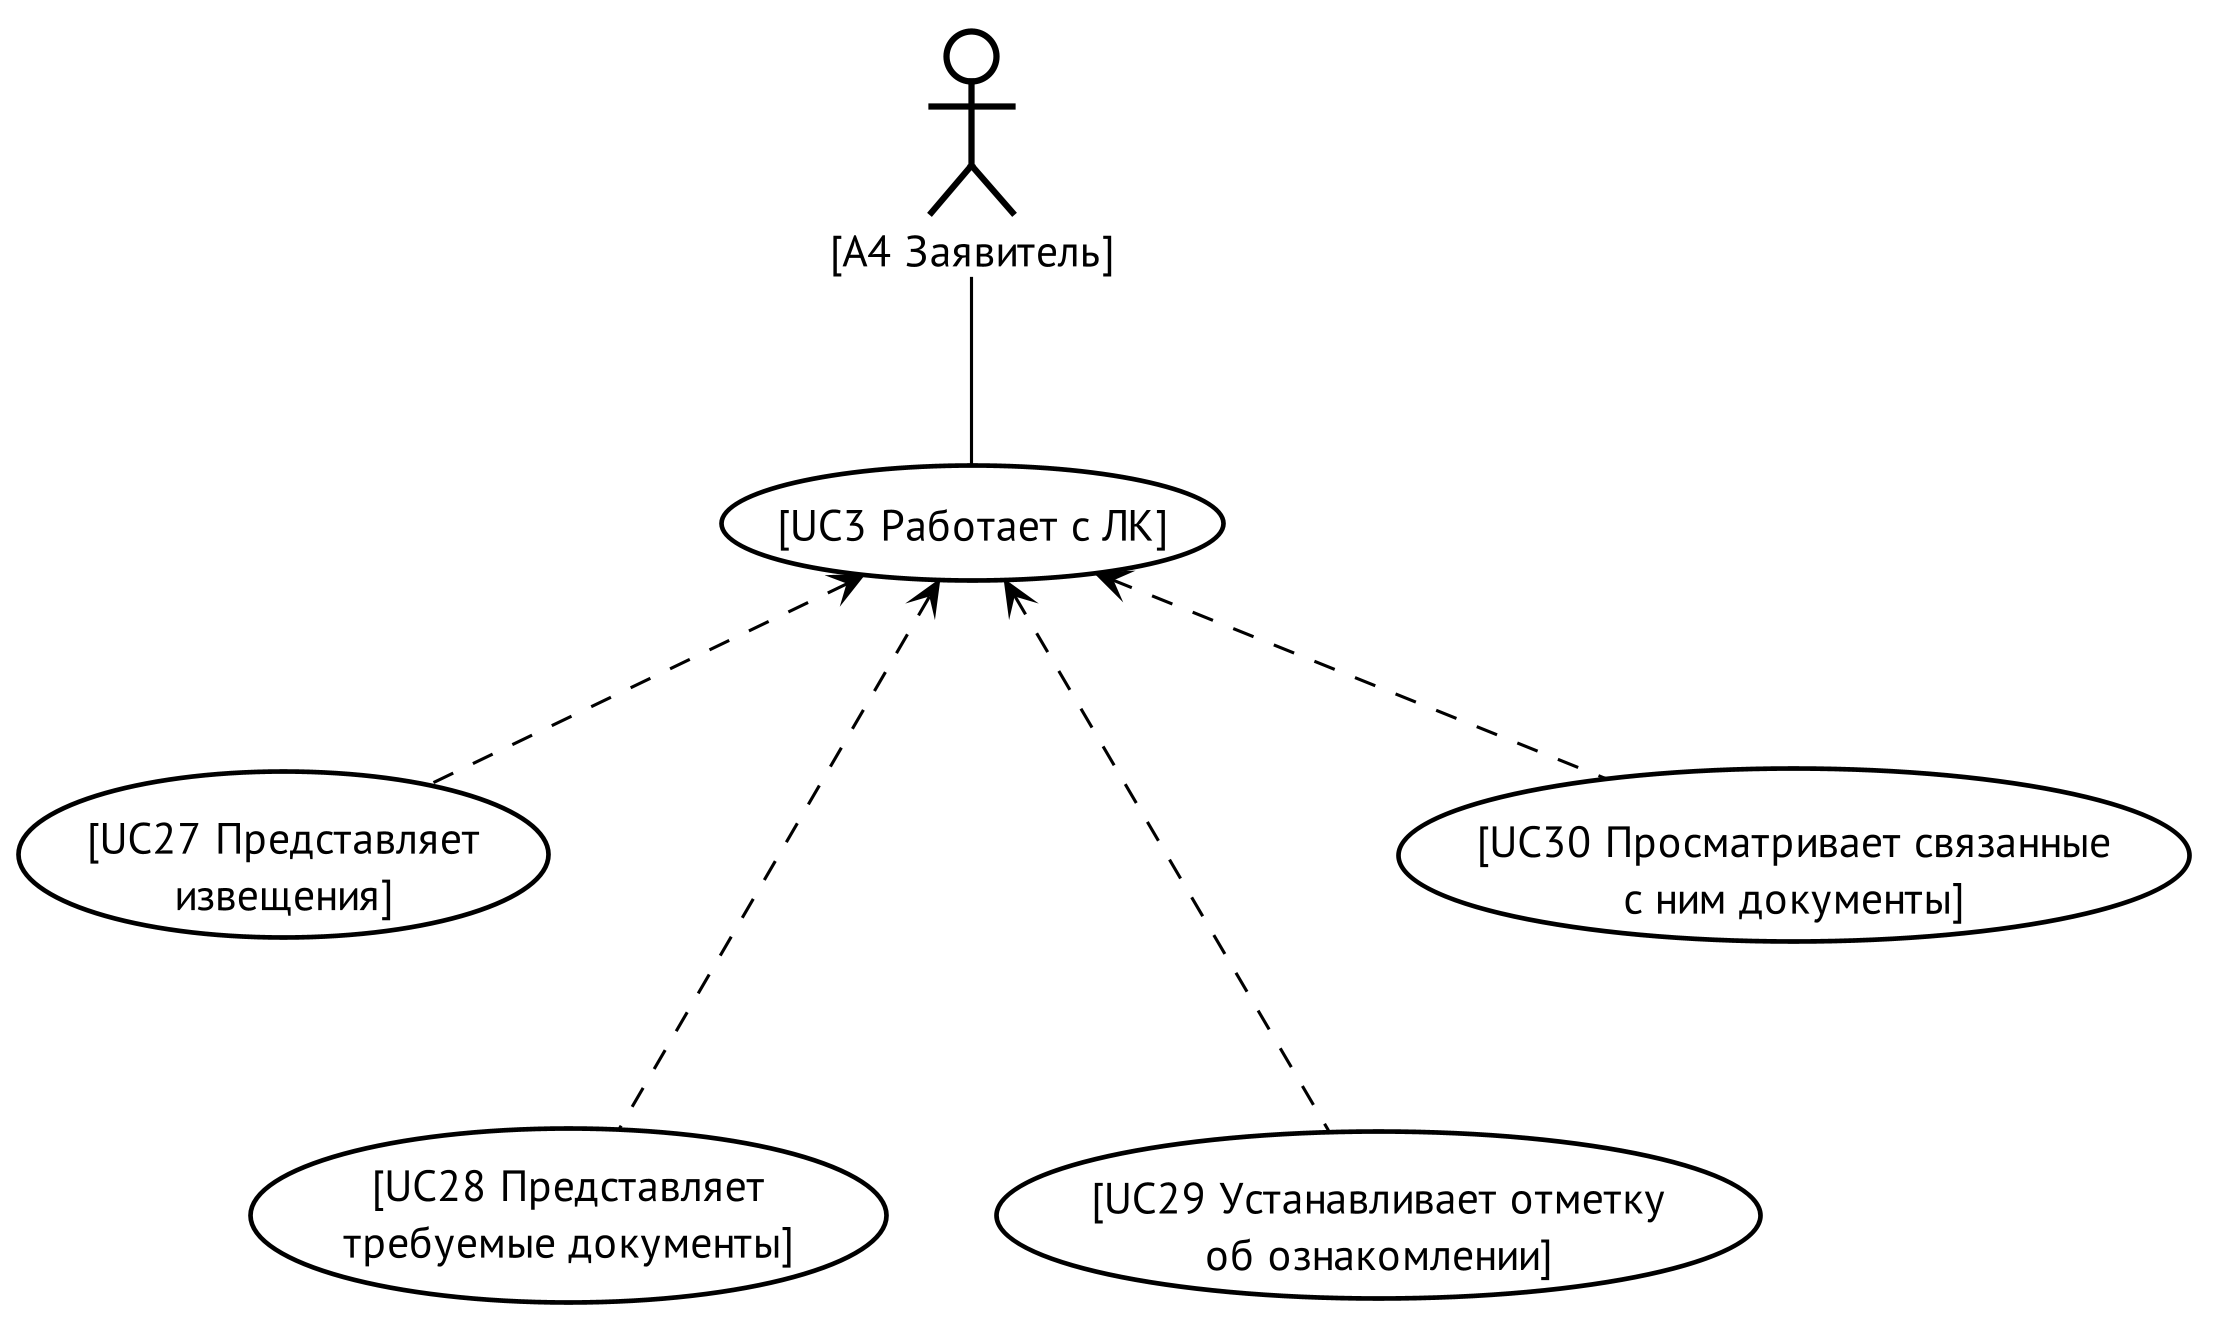 [A4 Заявитель]
[UC3 Работает с ЛК]
[UC27 Представляет
извещения]
[UC30 Просматривает связанные
с ним документы]
[UC28 Представляет
требуемые документы]
[UC29 Устанавливает отметку
об ознакомлении]